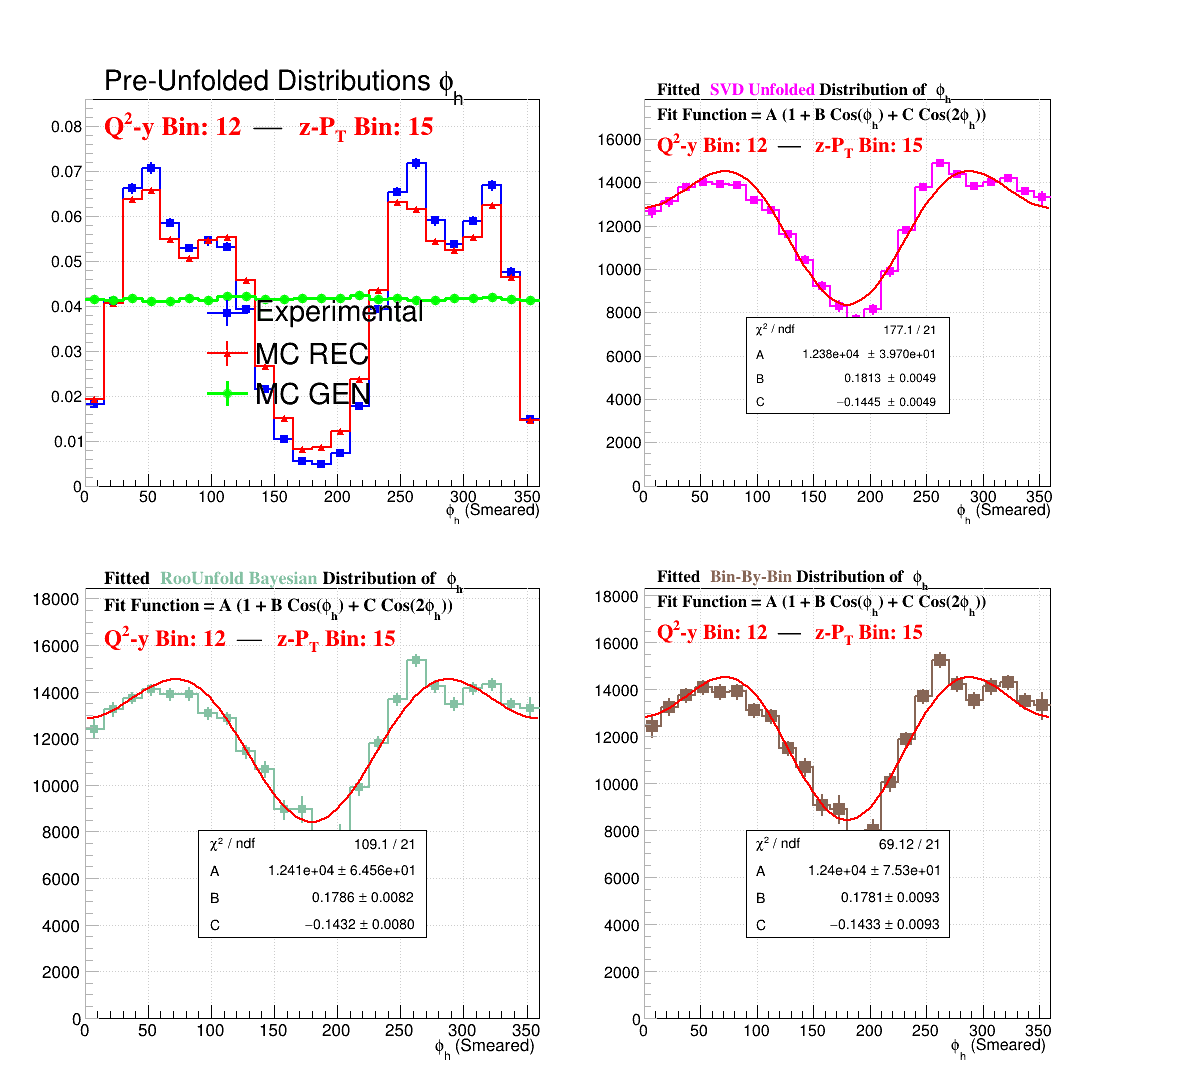 Pre-Unfolded Distributions ϕh
Q²-y Bin: 12 — z-PT Bin: 15
0.08
0.07
0.06
0.05
0.04
0.03
0.02
0.01
0
Experimental
MC REC
MC GEN
0 50 100 150 200 250 300 350
ϕh (Smeared)
Fitted SVD Unfolded Distribution of ϕh
Fit Function = A (1 + B Cos(ϕh) + C Cos(2ϕh))
Q²-y Bin: 12 — z-PT Bin: 15
16000
14000
12000
10000
8000
6000
4000
2000
0
χ² / ndf 177.1 / 21
A 1.238e+04 ± 3.970e+01
B 0.1813 ± 0.0049
C −0.1445 ± 0.0049
0 50 100 150 200 250 300 350
ϕh (Smeared)
Fitted RooUnfold Bayesian Distribution of ϕh
Fit Function = A (1 + B Cos(ϕh) + C Cos(2ϕh))
Q²-y Bin: 12 — z-PT Bin: 15
18000
16000
14000
12000
10000
8000
6000
4000
2000
0
χ² / ndf 109.1 / 21
A 1.241e+04 ± 6.456e+01
B 0.1786 ± 0.0082
C −0.1432 ± 0.0080
0 50 100 150 200 250 300 350
ϕh (Smeared)
Fitted Bin-By-Bin Distribution of ϕh
Fit Function = A (1 + B Cos(ϕh) + C Cos(2ϕh))
Q²-y Bin: 12 — z-PT Bin: 15
18000
16000
14000
12000
10000
8000
6000
4000
2000
0
χ² / ndf 69.12 / 21
A 1.24e+04 ± 7.53e+01
B 0.1781 ± 0.0093
C −0.1433 ± 0.0093
0 50 100 150 200 250 300 350
ϕh (Smeared)